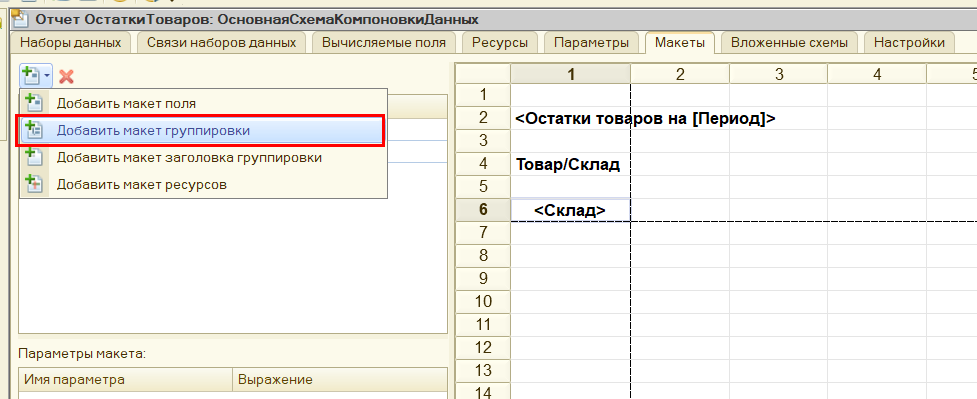 Отчет ОстаткиТоваров: ОсновнаяСхемаКомпоновкиДанных
Наборы данных Связи наборов данных Вычисляемые поля Ресурсы Параметры Макеты Вложенные схемы Настройки
Добавить макет поля
Добавить макет группировки
Добавить макет заголовка группировки
Добавить макет ресурсов
Параметры макета:
Имя параметра Выражение
1 2 3 4 5
1
2 <Остатки товаров на [Период]>
3
4 Товар/Склад
5
6 <Склад>
7
8
9
10
11
12
13
14